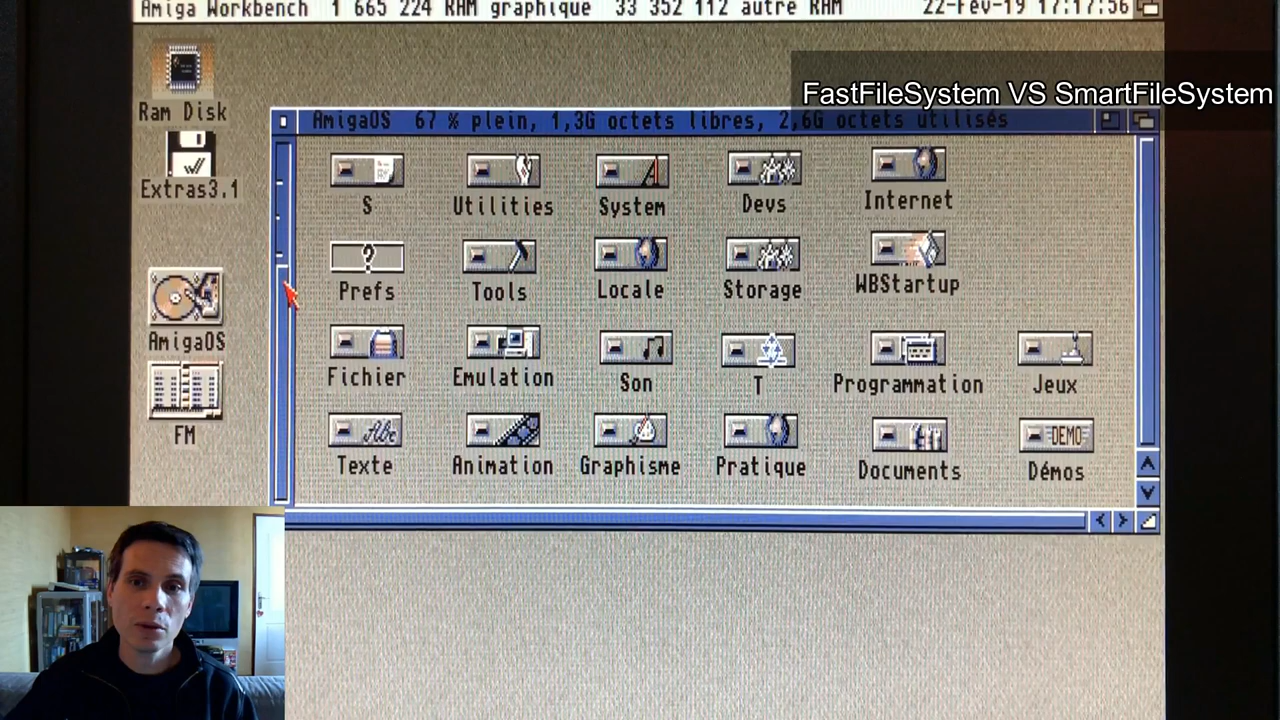 Amiga Workbench 1 665 224 RAM graphique 33 352 112 autre RAM 22-Fév-19 17:17:56
FastFileSystem VS SmartFileSystem
Ram Disk
AmigaOS 67 % plein, 1,3G octets libres, 2,6G octets utilisés
Extras3.1
S Utilities System Devs Internet
Prefs Tools Locale Storage WBStartup
AmigaOS
Fichier Emulation Son T Programmation Jeux
FM
Abc
DEMO
Texte Animation Graphisme Pratique Documents Démos